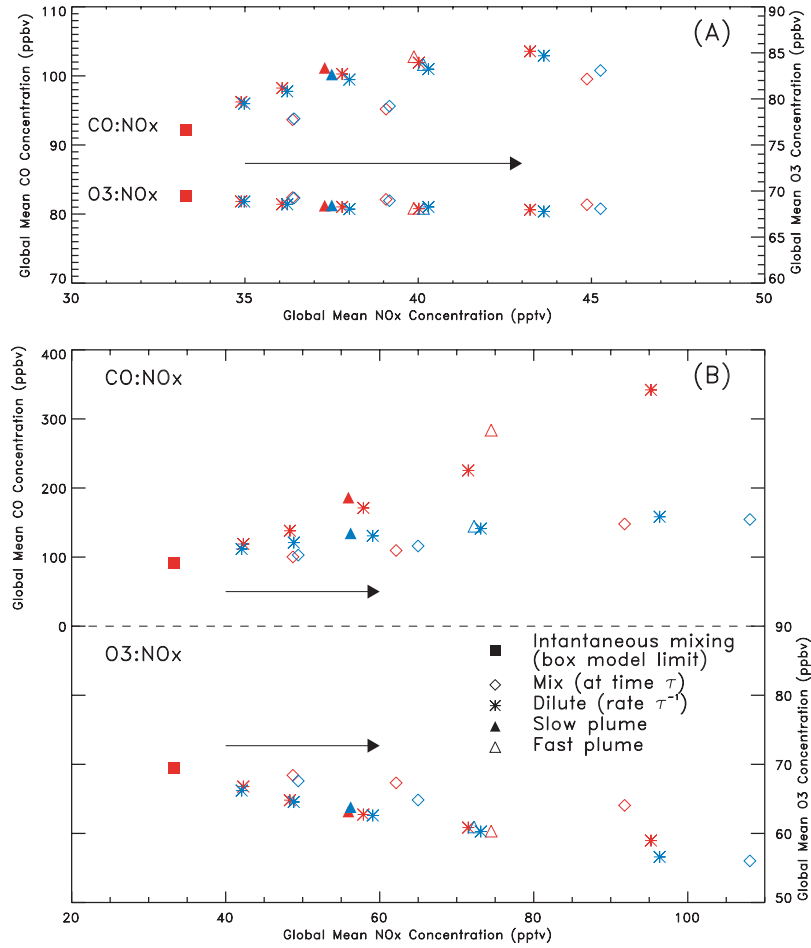 110
100
90
80
70
Global Mean CO Concentration (ppbv)
(A)
CO:NOx
O3:NOx
90
85
80
75
70
65
60
Global Mean O3 Concentration (ppbv)
30
35
40
45
50
Global Mean NOx Concentration (pptv)
400
300
200
100
0
Global Mean CO Concentration (ppbv)
CO:NOx
(B)
O3:NOx
Intantaneous mixing
(box model limit)
Mix (at time τ)
Dilute (rate τ⁻¹)
Slow plume
Fast plume
90
80
70
60
50
Global Mean O3 Concentration (ppbv)
20
40
60
80
100
Global Mean NOx Concentration (pptv)